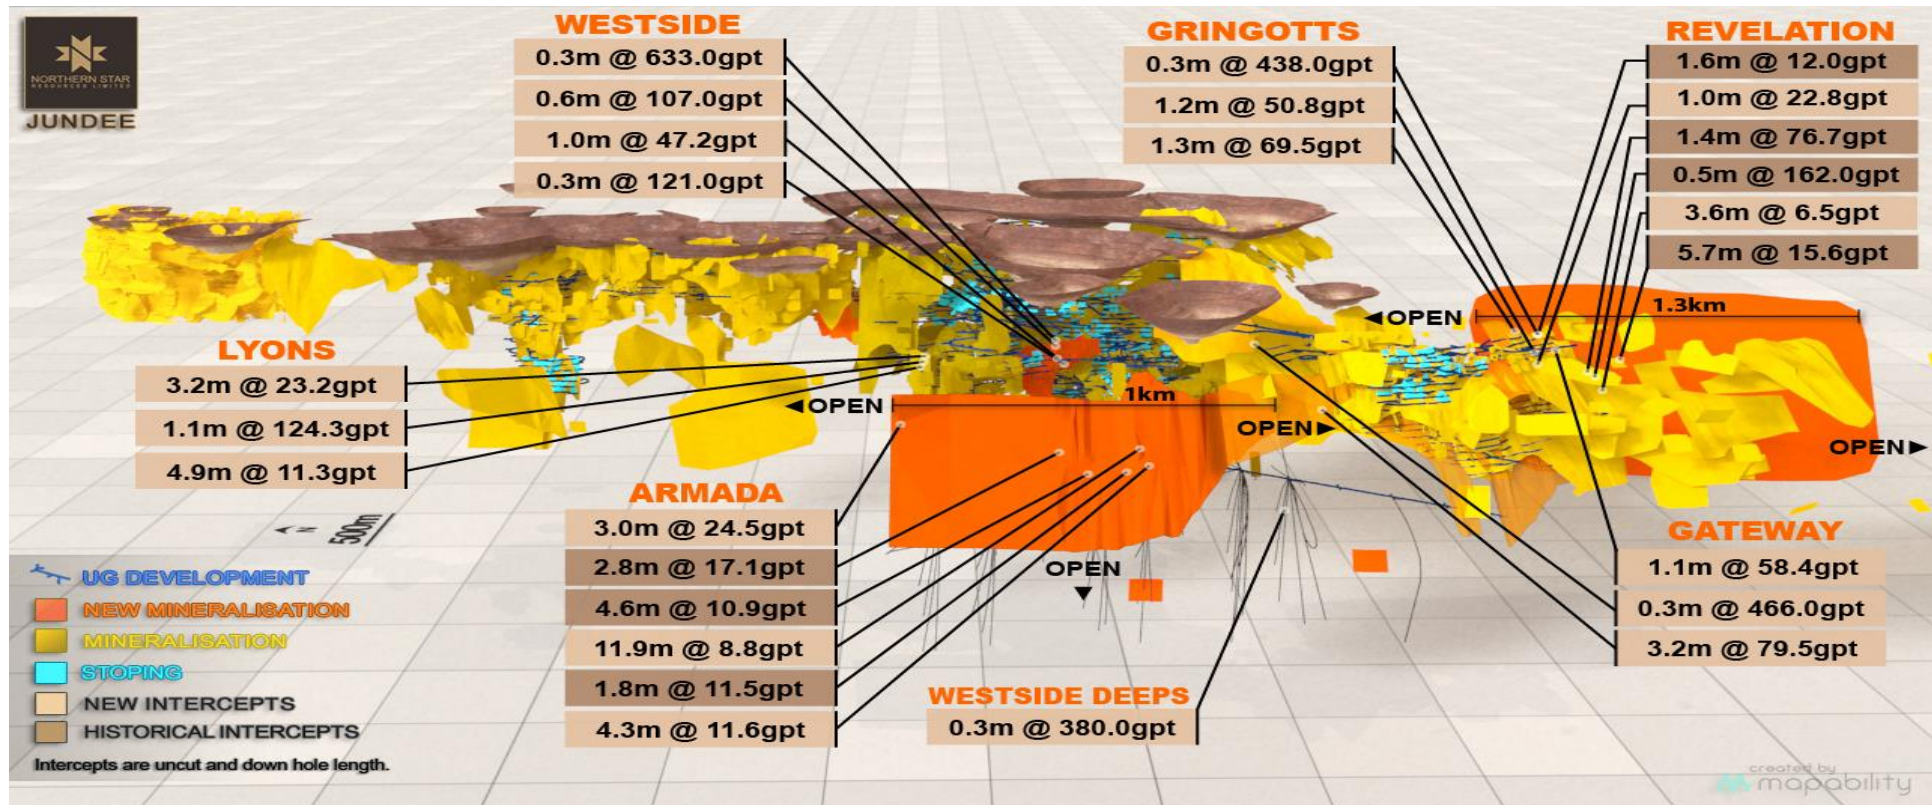 NORTHERN STAR
RESOURCES LIMITED
JUNDEE
WESTSIDE
0.3m @ 633.0gpt
0.6m @ 107.0gpt
1.0m @ 47.2gpt
0.3m @ 121.0gpt
GRINGOTTS
0.3m @ 438.0gpt
1.2m @ 50.8gpt
1.3m @ 69.5gpt
REVELATION
1.6m @ 12.0gpt
1.0m @ 22.8gpt
1.4m @ 76.7gpt
0.5m @ 162.0gpt
3.6m @ 6.5gpt
5.7m @ 15.6gpt
OPEN
1.3km
LYONS
3.2m @ 23.2gpt
1.1m @ 124.3gpt
4.9m @ 11.3gpt
OPEN
1km
OPEN
OPEN
ARMADA
3.0m @ 24.5gpt
2.8m @ 17.1gpt
4.6m @ 10.9gpt
11.9m @ 8.8gpt
1.8m @ 11.5gpt
4.3m @ 11.6gpt
OPEN
WESTSIDE DEEPS
0.3m @ 380.0gpt
GATEWAY
1.1m @ 58.4gpt
0.3m @ 466.0gpt
3.2m @ 79.5gpt
N
500m
UG DEVELOPMENT
NEW MINERALISATION
MINERALISATION
STOPING
NEW INTERCEPTS
HISTORICAL INTERCEPTS
Intercepts are uncut and down hole length.
created by
mapability